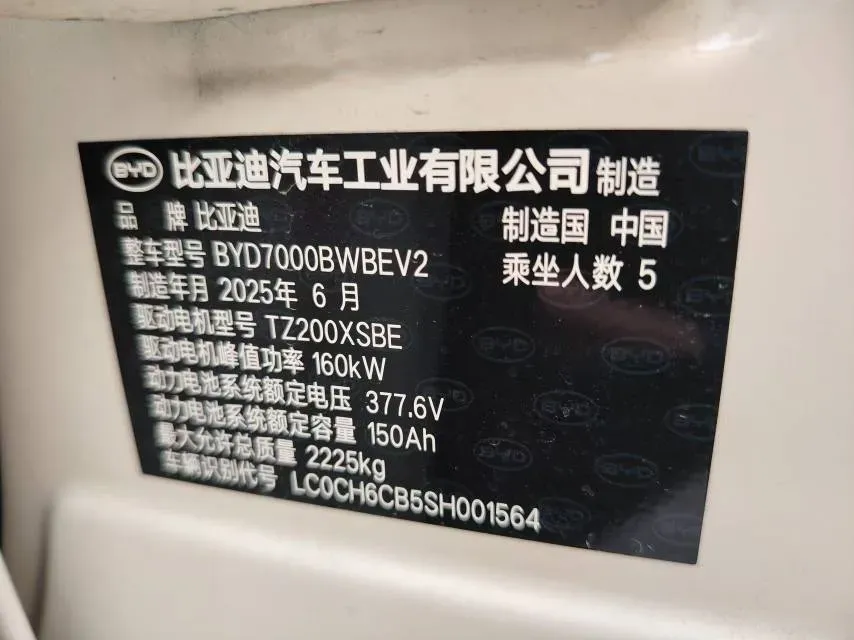 BYD 比亚迪汽车工业有限公司 制造
品 牌 比亚迪 制造国 中国
整车型号 BYD7000BWBEV2 乘坐人数 5
制造年月 2025年 6 月
驱动电机型号 TZ200XSBE
驱动电机峰值功率 160kW
动力电池系统额定电压 377.6V
动力电池系统额定容量 150Ah
最大允许总质量 2225kg
车辆识别代号 LC0CH6CB5SH001564